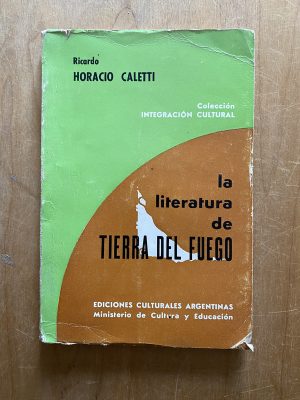 Ricardo
HORACIO CALETTI
Colección
INTEGRACIÓN CULTURAL
la
literatura
de
TIERRA DEL FUEGO
EDICIONES CULTURALES ARGENTINAS
Ministerio de Cultura y Educación